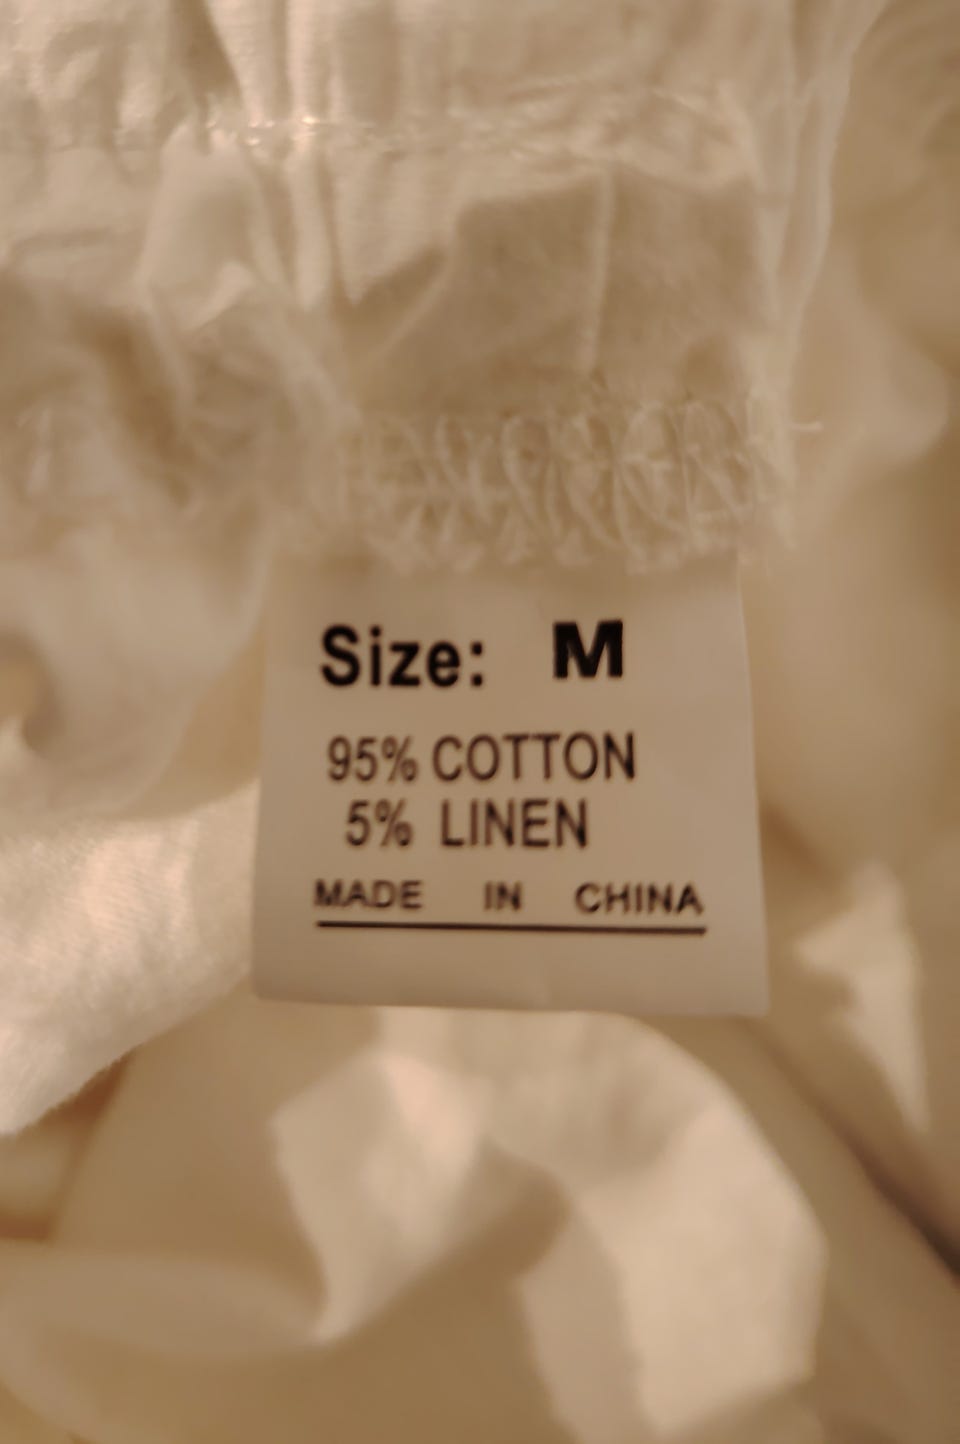 Size: M
95% COTTON
5% LINEN
MADE IN CHINA